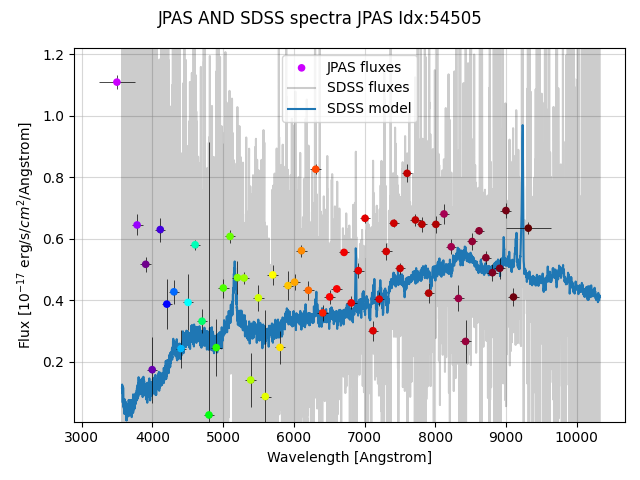 JPAS AND SDSS spectra JPAS Idx:54505
JPAS fluxes
SDSS fluxes
SDSS model
Flux [10^{-17} erg/s/cm^2/Angstrom]
1.2
1.0
0.8
0.6
0.4
0.2
3000 4000 5000 6000 7000 8000 9000 10000
Wavelength [Angstrom]